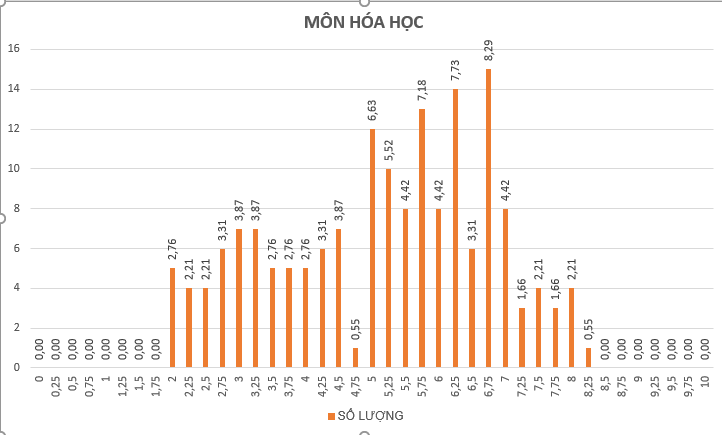 MÔN HÓA HỌC
16
14
12
10
8
6
4
2
0
0,00 0,00 0,00 0,00 0,00 0,00 0,00 0,00 2,76 2,21 2,21 3,31 3,87 3,87 2,76 2,76 2,76 3,31 3,87 0,55 6,63 5,52 4,42 7,18 4,42 7,73 3,31 8,29 4,42 1,66 2,21 1,66 2,21 0,55 0,00 0,00 0,00 0,00 0,00 0,00 0,00
0 0,25 0,5 0,75 1 1,25 1,5 1,75 2 2,25 2,5 2,75 3 3,25 3,5 3,75 4 4,25 4,5 4,75 5 5,25 5,5 5,75 6 6,25 6,5 6,75 7 7,25 7,5 7,75 8 8,25 8,5 8,75 9 9,25 9,5 9,75 10
SỐ LƯỢNG